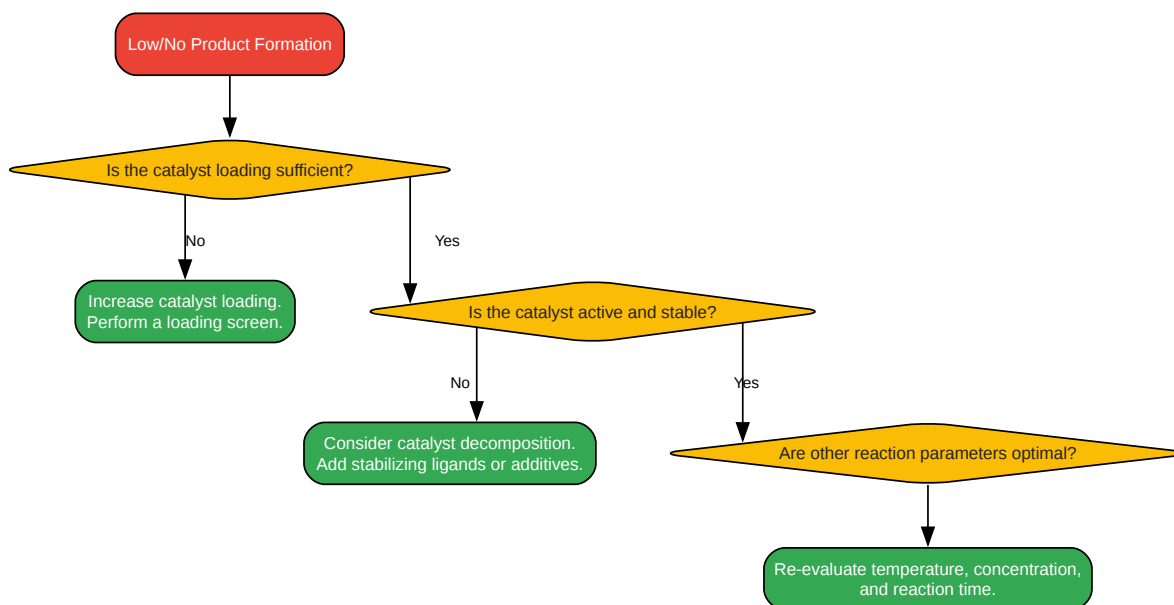 Low/No Product Formation
Is the catalyst loading sufficient?
No
Yes
Increase catalyst loading.
Perform a loading screen.
Is the catalyst active and stable?
No
Yes
Consider catalyst decomposition.
Add stabilizing ligands or additives.
Are other reaction parameters optimal?
Re-evaluate temperature, concentration,
and reaction time.